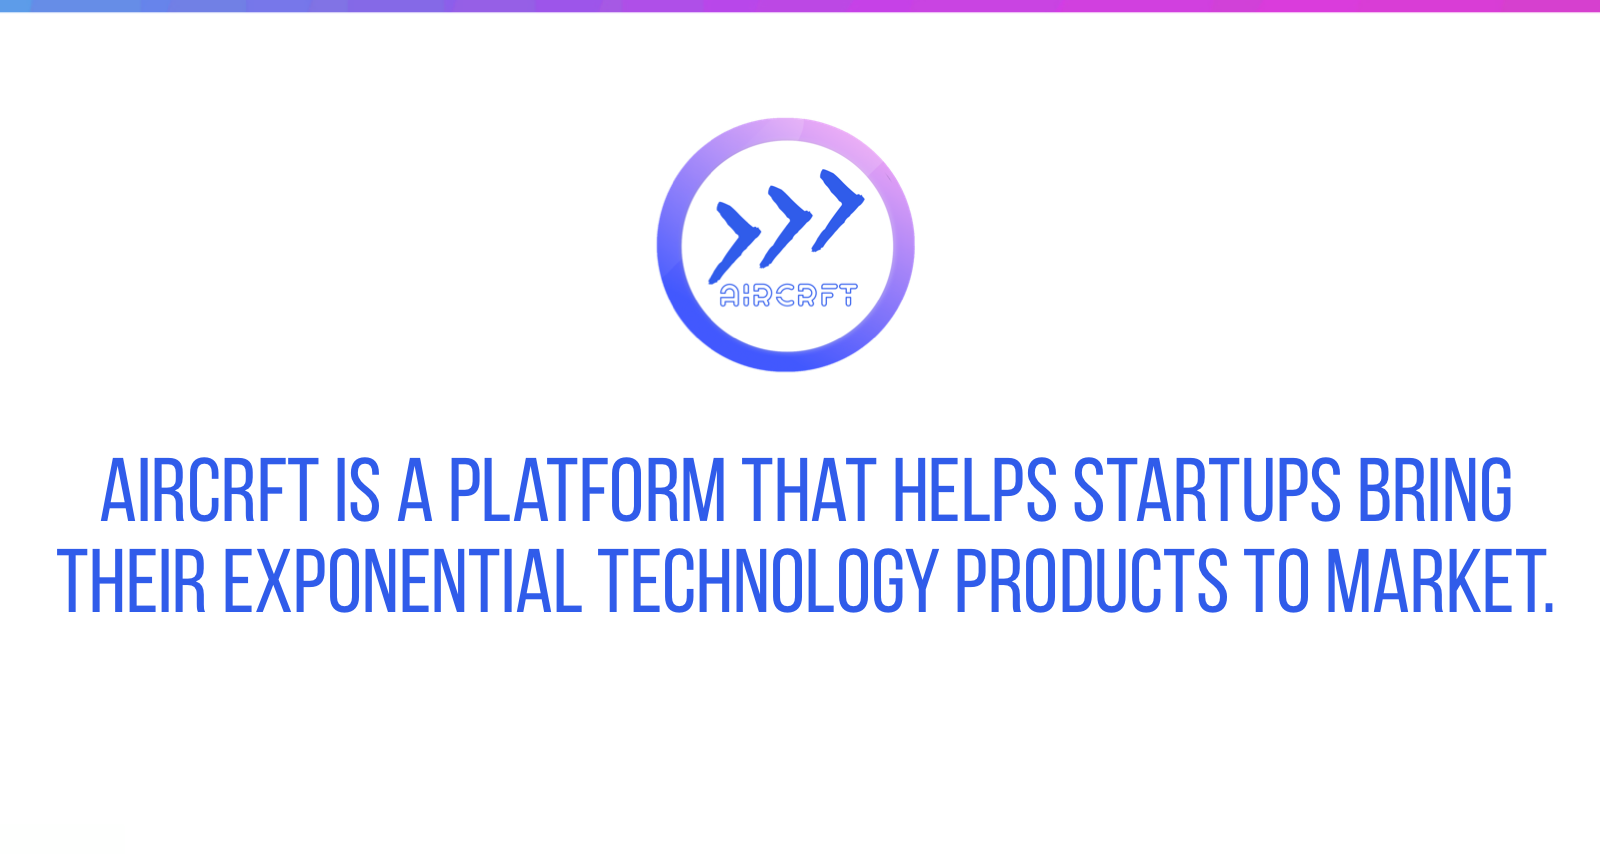 AIRCRFT
AIRCRFT IS A PLATFORM THAT HELPS STARTUPS BRING
THEIR EXPONENTIAL TECHNOLOGY PRODUCTS TO MARKET.